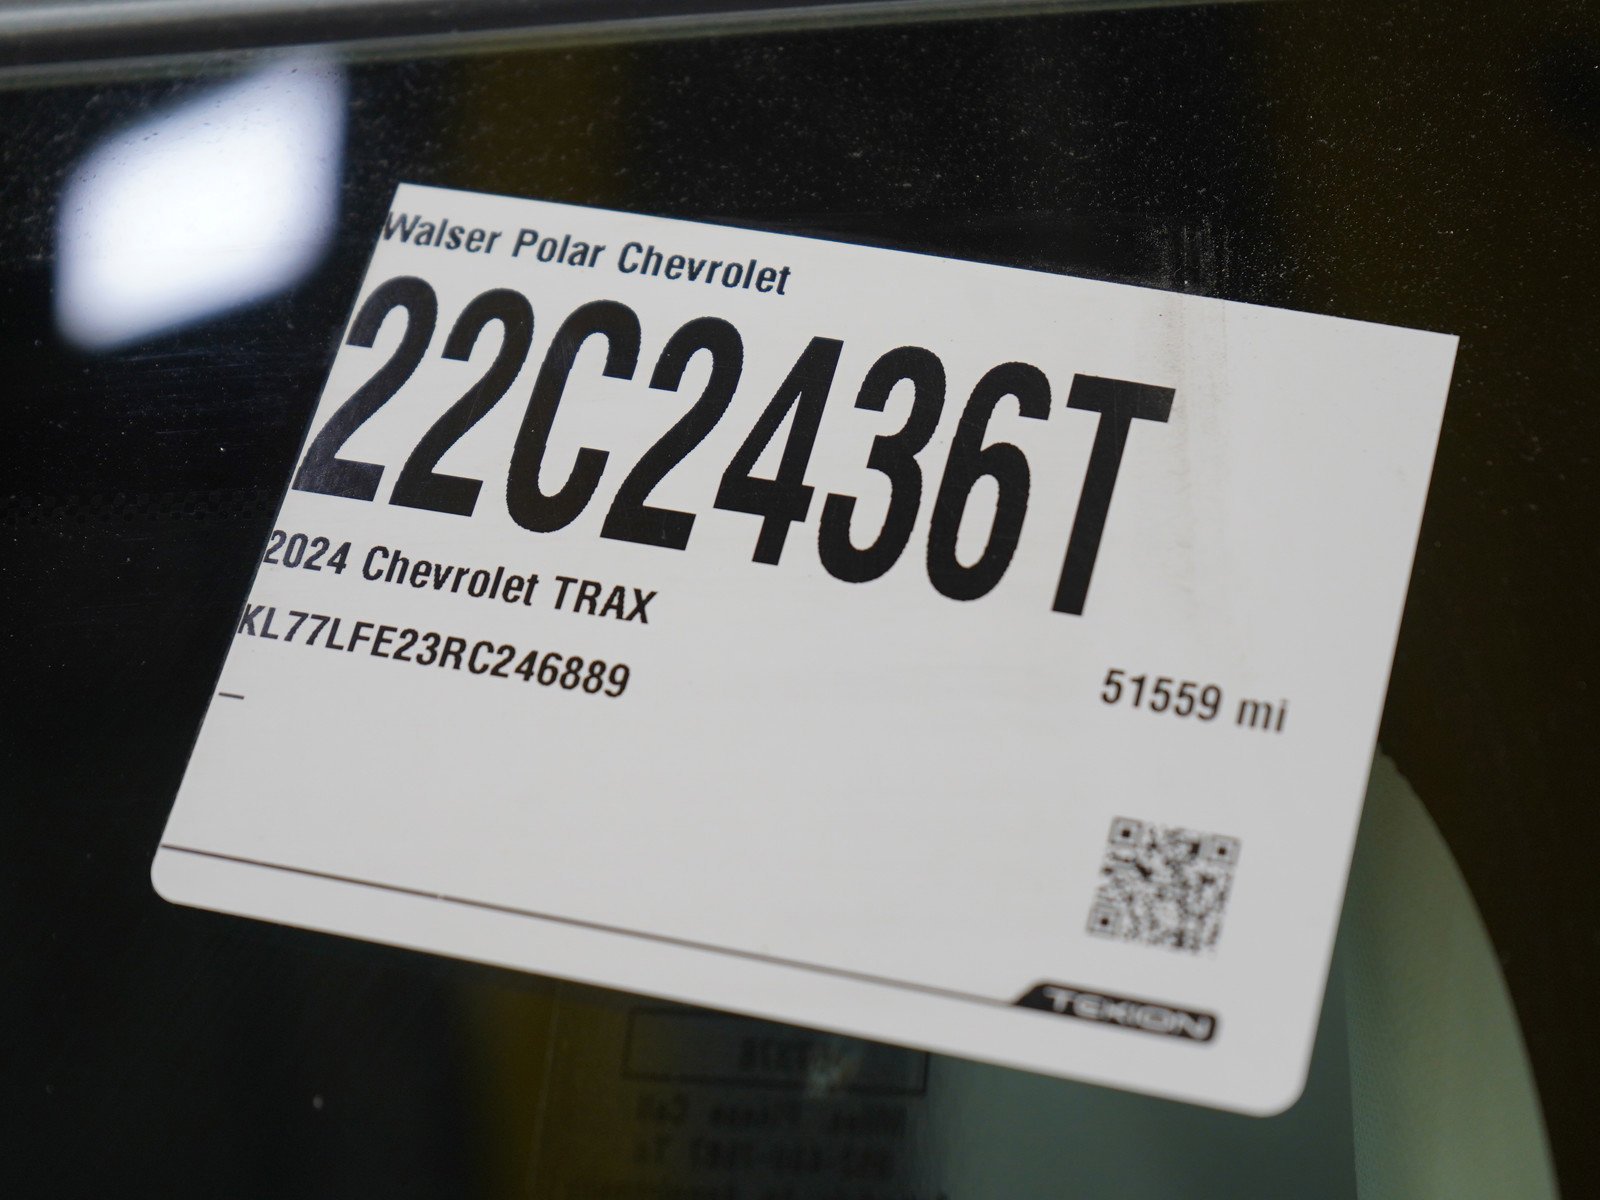 Walser Polar Chevrolet
22C2436T
2024 Chevrolet TRAX
KL77LFE23RC246889
51559 mi
–
TEKION